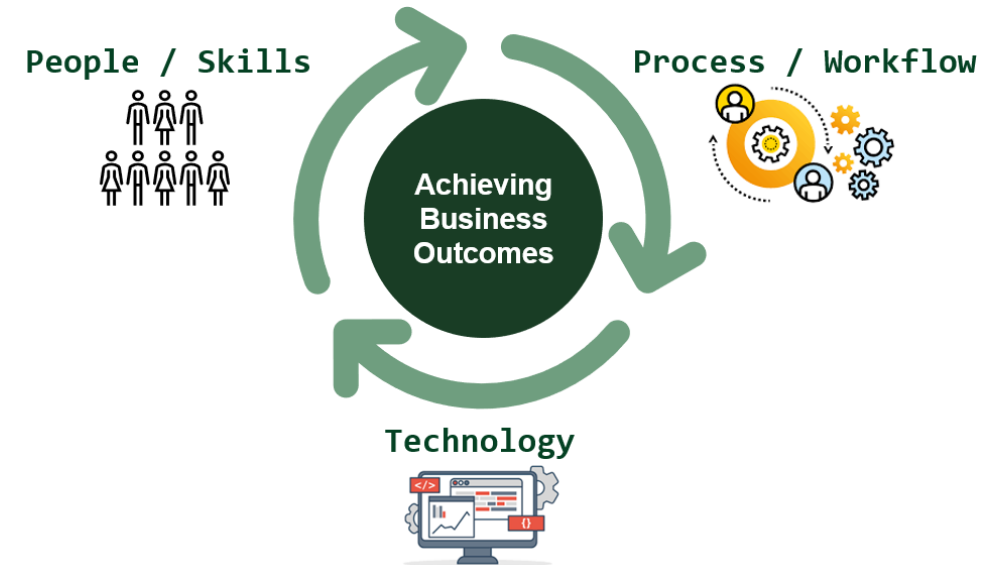 People / Skills
Process / Workflow
Achieving
Business
Outcomes
Technology
</>
{}